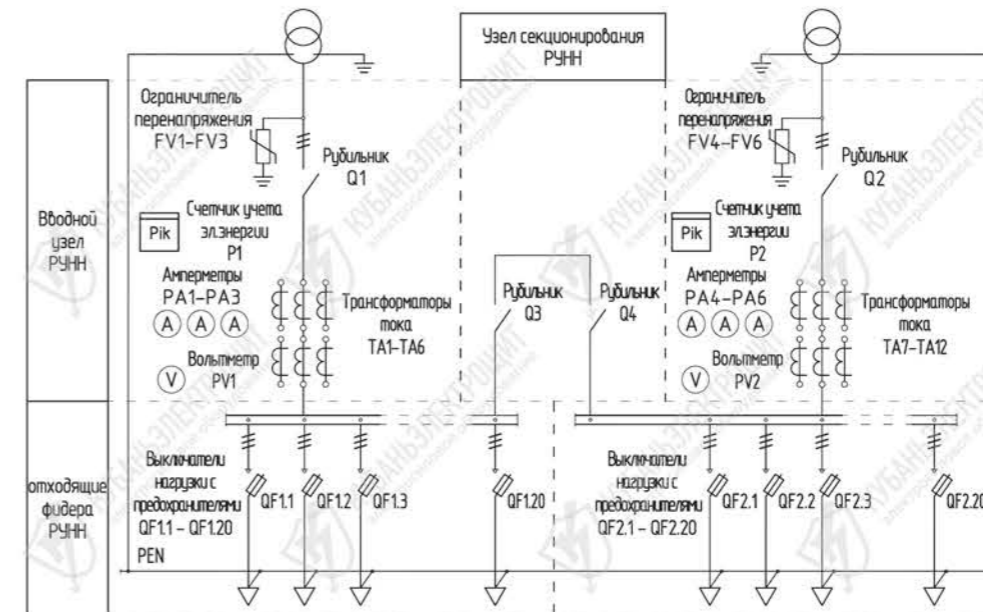 Узел секционирования
РУНН
Ограничитель
перенапряжения
FV1-FV3
Рубильник
Q1
Вводной
узел
РУНН
Pik
Счетчик учета
эл.энергии
P1
Амперметры
PA1-PA3
A A A
Вольтметр
PV1
V
Трансформаторы
тока
TA1-TA6
Рубильник
Q3
Рубильник
Q4
Ограничитель
перенапряжения
FV4-FV6
Рубильник
Q2
Pik
Счетчик учета
эл.энергии
P2
Амперметры
PA4-PA6
A A A
Вольтметр
PV2
V
Трансформаторы
тока
TA7-TA12
отходящие
фидера
РУНН
Выключатели
нагрузки с
предохранителями
QF1.1 - QF1.20
PEN
QF1.1
QF1.2
QF1.3
QF1.20
Выключатели
нагрузки с
предохранителями
QF2.1 - QF2.20
QF2.1
QF2.2
QF2.3
QF2.20
КУБАНЬЭЛЕКТРОЩИТ